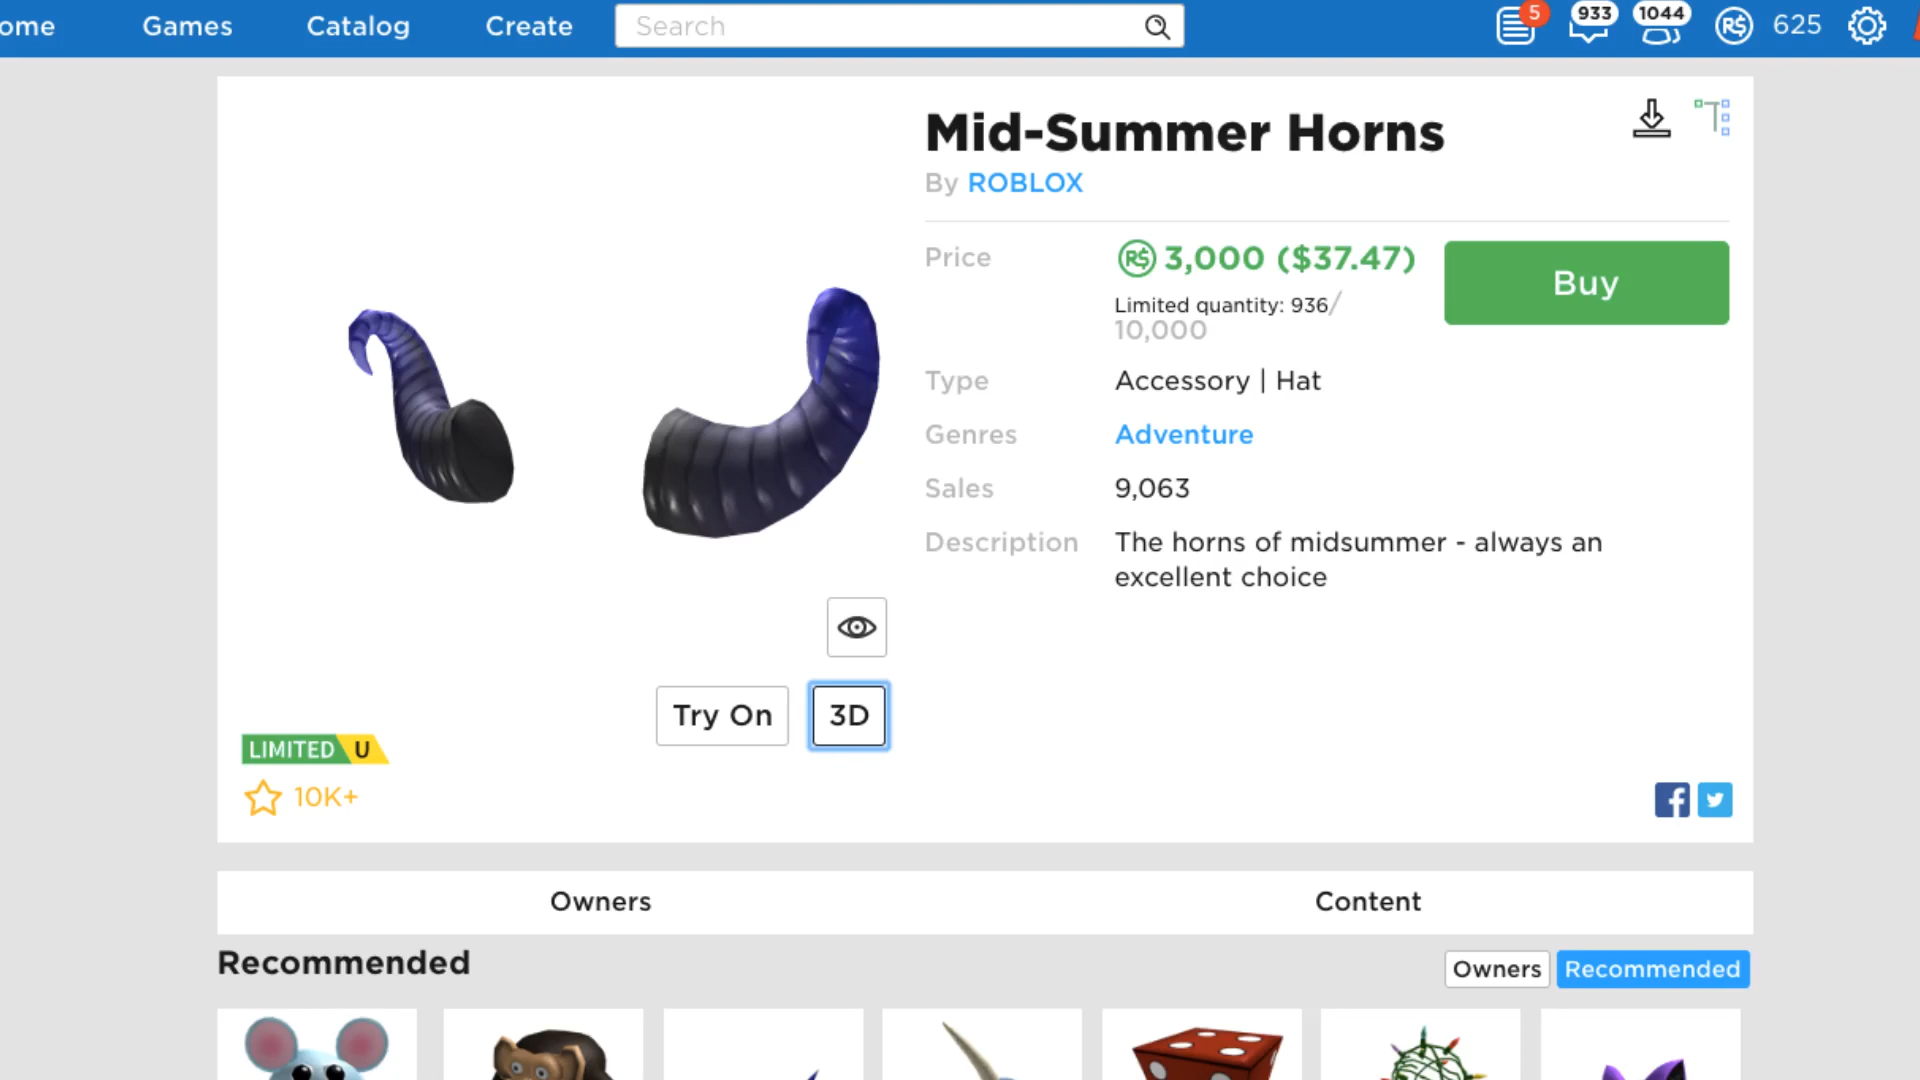 ome Games Catalog Create Search 5 933 1044 R$ 625
Mid-Summer Horns
By ROBLOX
Price R$ 3,000 ($37.47) Buy
Limited quantity: 936/
10,000
Type Accessory | Hat
Genres Adventure
Sales 9,063
Description The horns of midsummer - always an
excellent choice
Try On 3D
LIMITED U
10K+
f
Owners Content
Recommended Owners Recommended